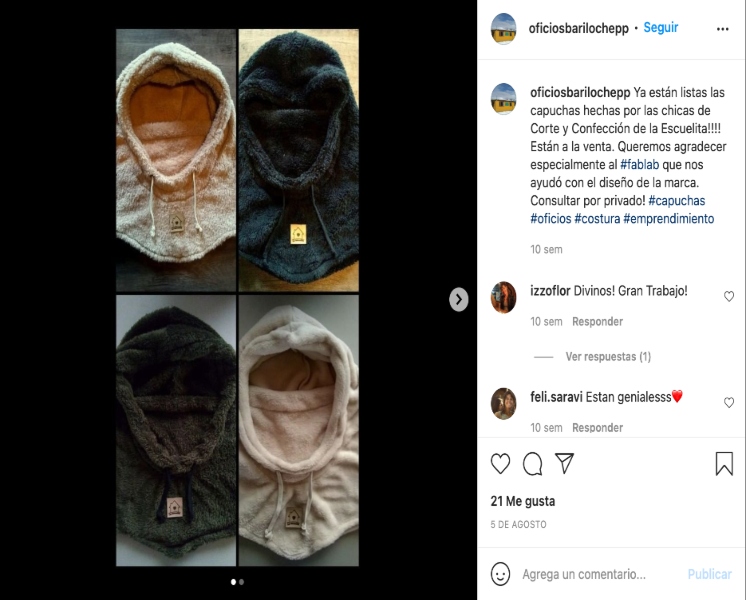 oficiosbarilochepp • Seguir
oficiosbarilochepp Ya están listas las
capuchas hechas por las chicas de
Corte y Confección de la Escuelita!!!!
Están a la venta. Queremos agradecer
especialmente al #fablab que nos
ayudó con el diseño de la marca.
Consultar por privado! #capuchas
#oficios #costura #emprendimiento
10 sem
izzoflor Divinos! Gran Trabajo!
10 sem Responder
Ver respuestas (1)
feli.saravi Estan genialesss❤️
10 sem Responder
21 Me gusta
5 DE AGOSTO
Agrega un comentario... Publicar